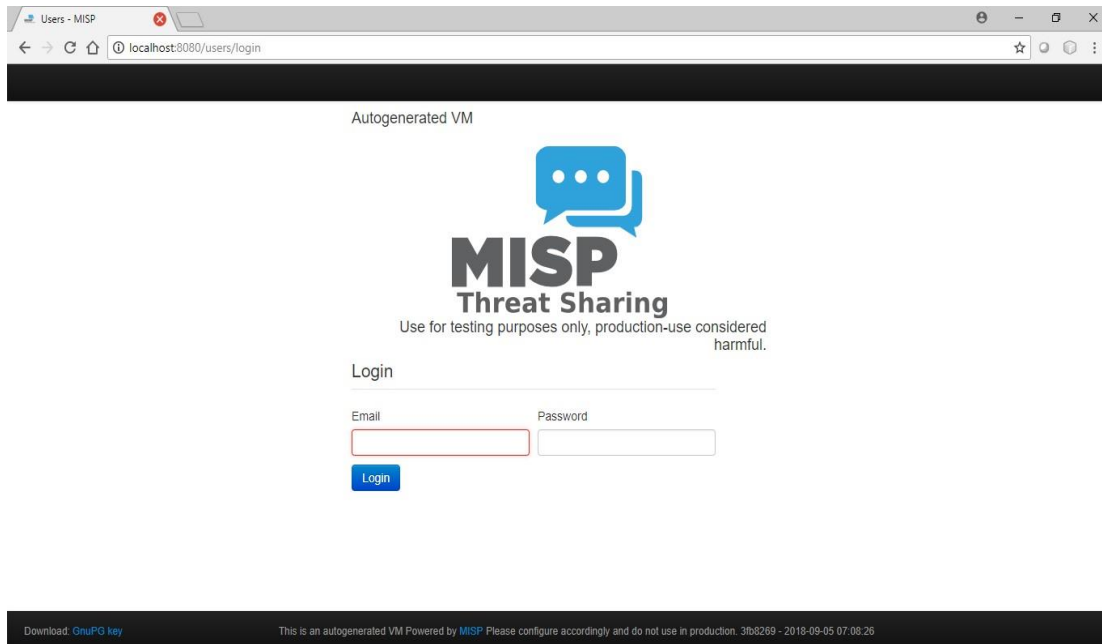 Users - MISP
localhost:8080/users/login
Autogenerated VM
MISP
Threat Sharing
Use for testing purposes only, production-use considered
harmful.
Login
Email Password
Login
Download: GnuPG key This is an autogenerated VM Powered by MISP Please configure accordingly and do not use in production. 3fb8269 - 2018-09-05 07:08:26